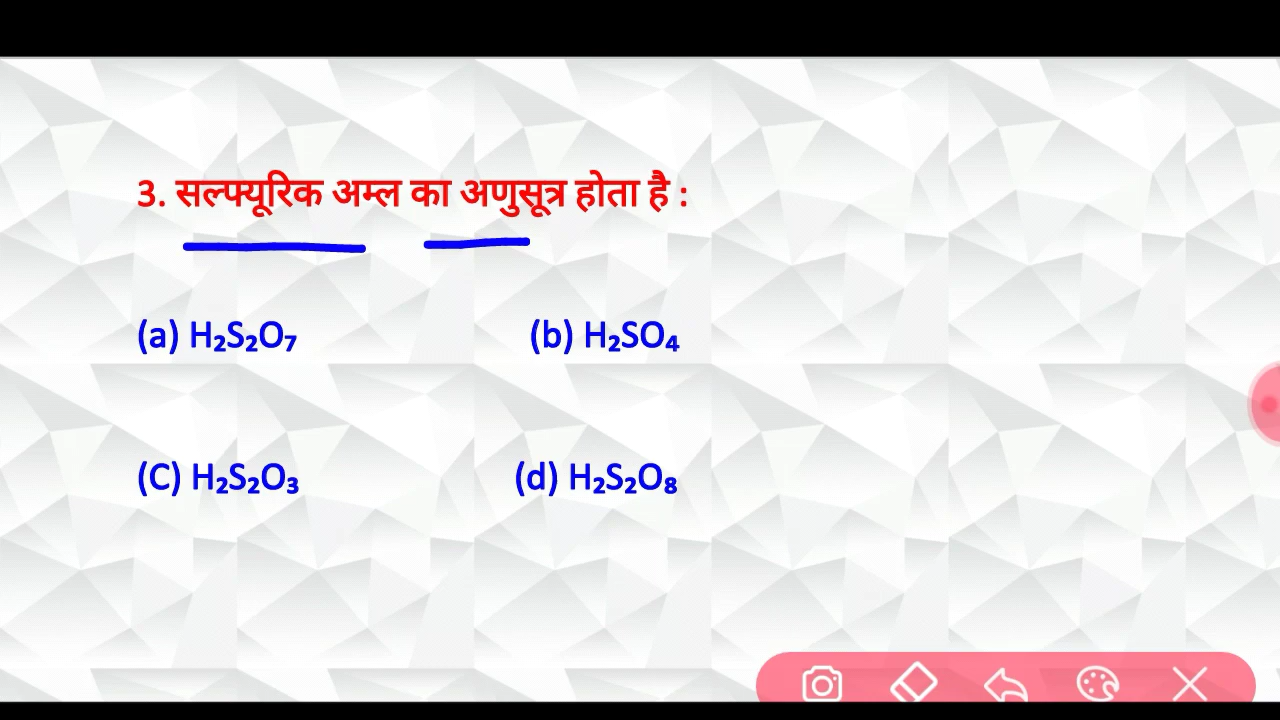 3. सल्फ्यूरिक अम्ल का अणुसूत्र होता है :
(a) H₂S₂O₇ (b) H₂SO₄
(C) H₂S₂O₃ (d) H₂S₂O₈